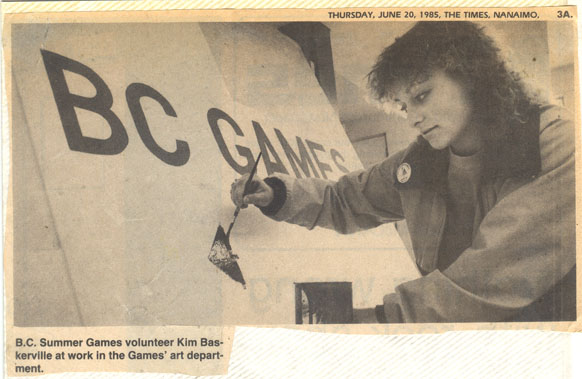 THURSDAY, JUNE 20, 1985, THE TIMES, NANAIMO, 3A.
BC GAMES
B.C. Summer Games volunteer Kim Bas-
kerville at work in the Games' art depart-
ment.